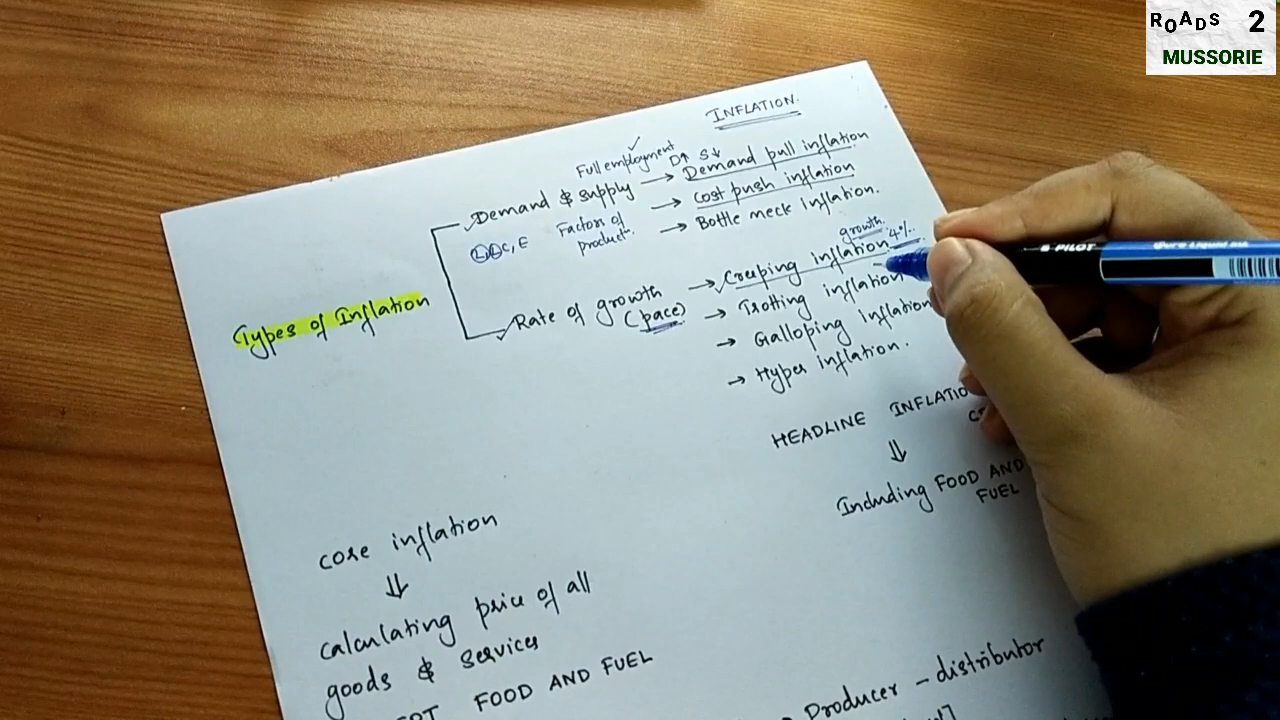 ROADS 2
MUSSORIE
INFLATION.
Full employment
D↑ S↓
Demand & supply → Demand pull inflation
→ Cost push inflation
→ Bottle meck inflation.
L, L, C, E
Factors of
product
growth
4%.
Types of Inflation
Rate of growth
(pace)
→ Creeping inflation
→ Trotting inflation
→ Galloping inflation
→ Hyper inflation.
HEADLINE
⇓
Including FOOD AND
FUEL
core inflation
⇓
calculating price of all
goods & services
FOOD AND FUEL
Producer - distributor